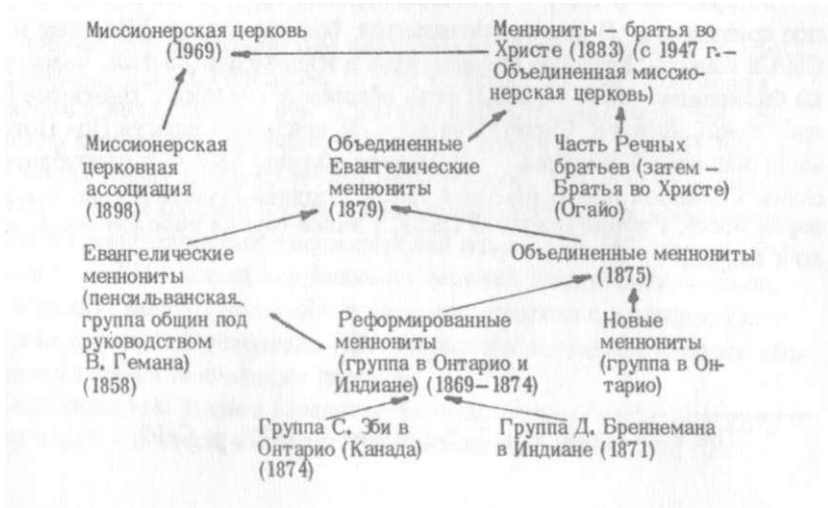 Миссионерская церковь
(1969)
Меннониты — братья во
Христе (1883) (с 1947 г.—
Объединенная миссио-
нерская церковь)
Миссионерская
церковная
ассоциация
(1898)
Объединенные
Евангелические
меннониты
(1879)
Часть Речных
братьев (затем —
Братья во Христе)
(Огайо)
Евангелические
меннониты
(пенсильванская
группа общин под
руководством
В. Гемана)
(1858)
Объединенные меннониты
(1875)
Реформированные
меннониты
(группа в Онтарио и
Индиане) (1869—1874)
Новые
меннониты
(группа в Он-
тарио)
Группа С. Эби в
Онтарио (Канада)
(1874)
Группа Д. Бреннемана
в Индиане (1871)